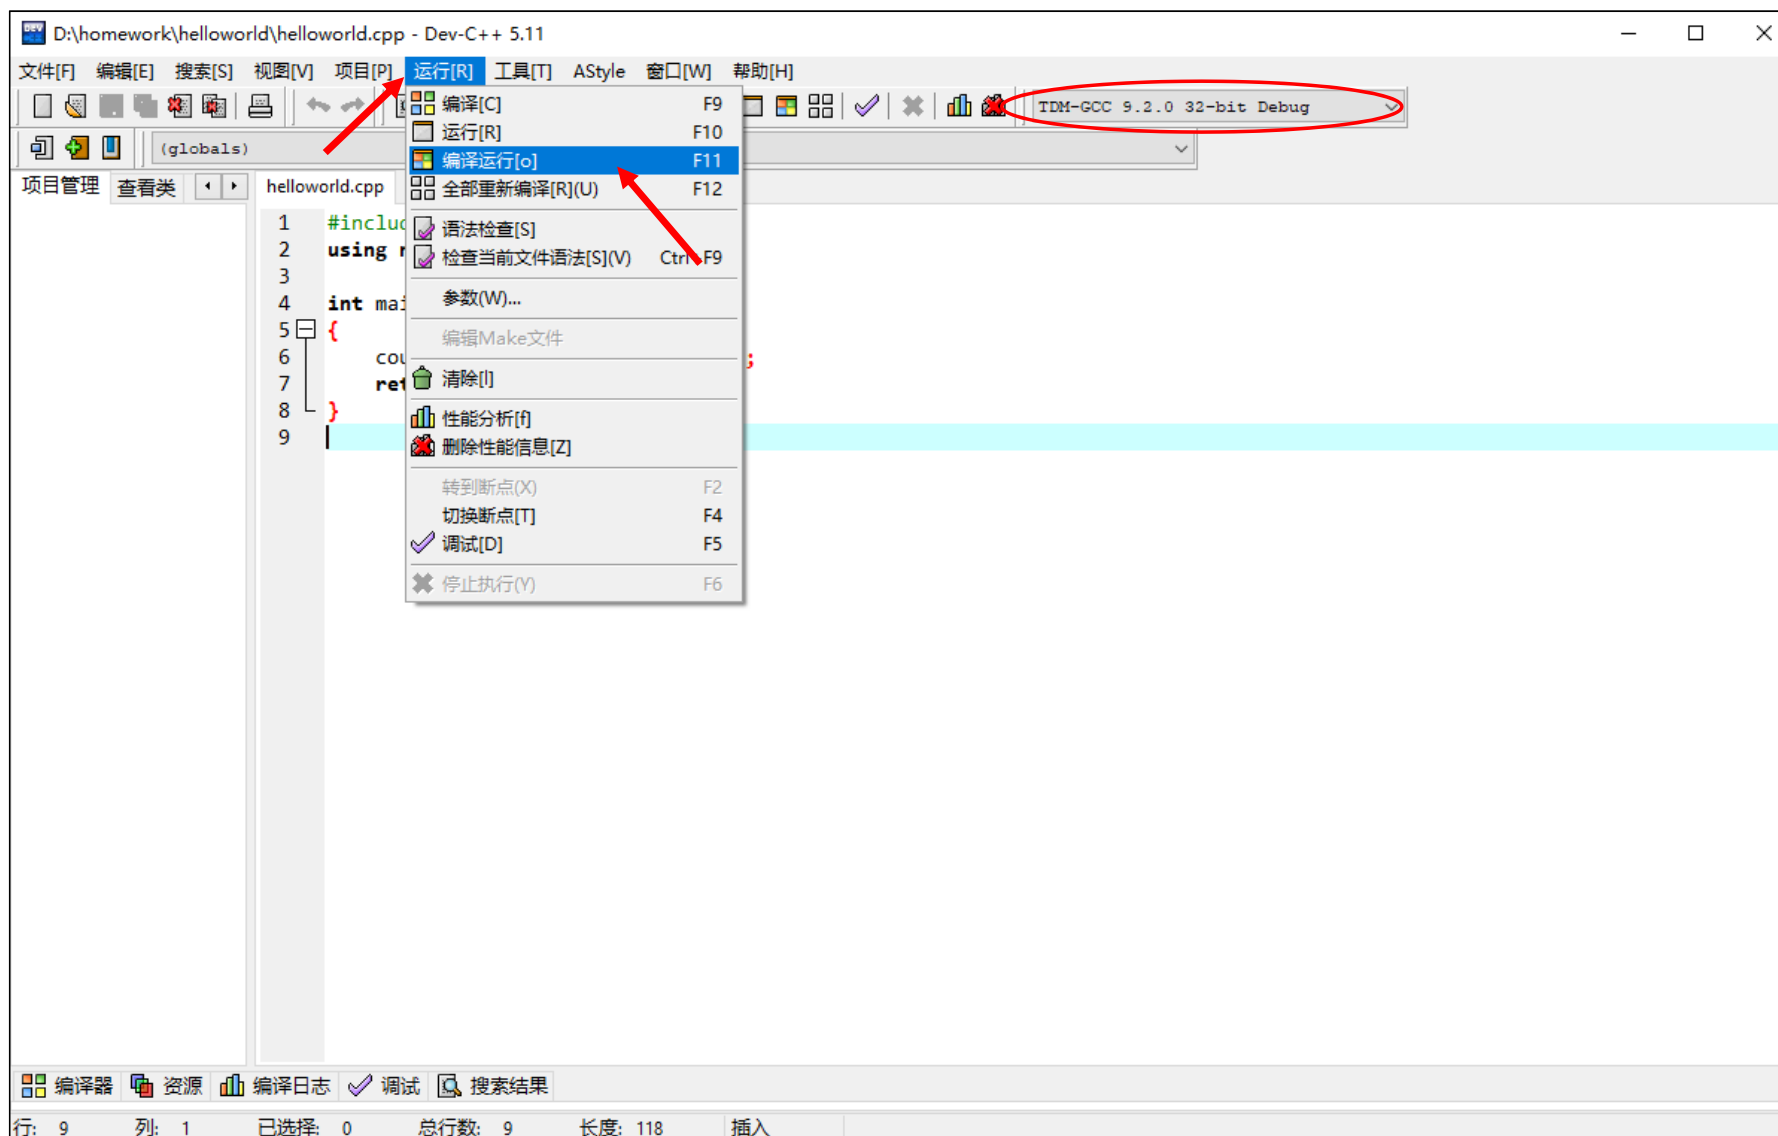 D:\homework\helloworld\helloworld.cpp - Dev-C++ 5.11
文件[F] 编辑[E] 搜索[S] 视图[V] 项目[P] 运行[R] 工具[T] AStyle 窗口[W] 帮助[H]
TDM-GCC 9.2.0 32-bit Debug
(globals)
项目管理 查看类
helloworld.cpp
编译[C] F9
运行[R] F10
编译运行[o] F11
全部重新编译[R](U) F12
语法检查[S]
检查当前文件语法[S](V) Ctrl F9
参数(W)...
编辑Make文件
清除[l]
性能分析[f]
删除性能信息[Z]
转到断点(X) F2
切换断点[T] F4
调试[D] F5
停止执行(Y) F6
1 #includ
2 using
3
4 int mai
5 {
6 cou ;
7 ret
8 }
9
编译器 资源 编译日志 调试 搜索结果
行: 9 列: 1 已选择: 0 总行数: 9 长度: 118 插入